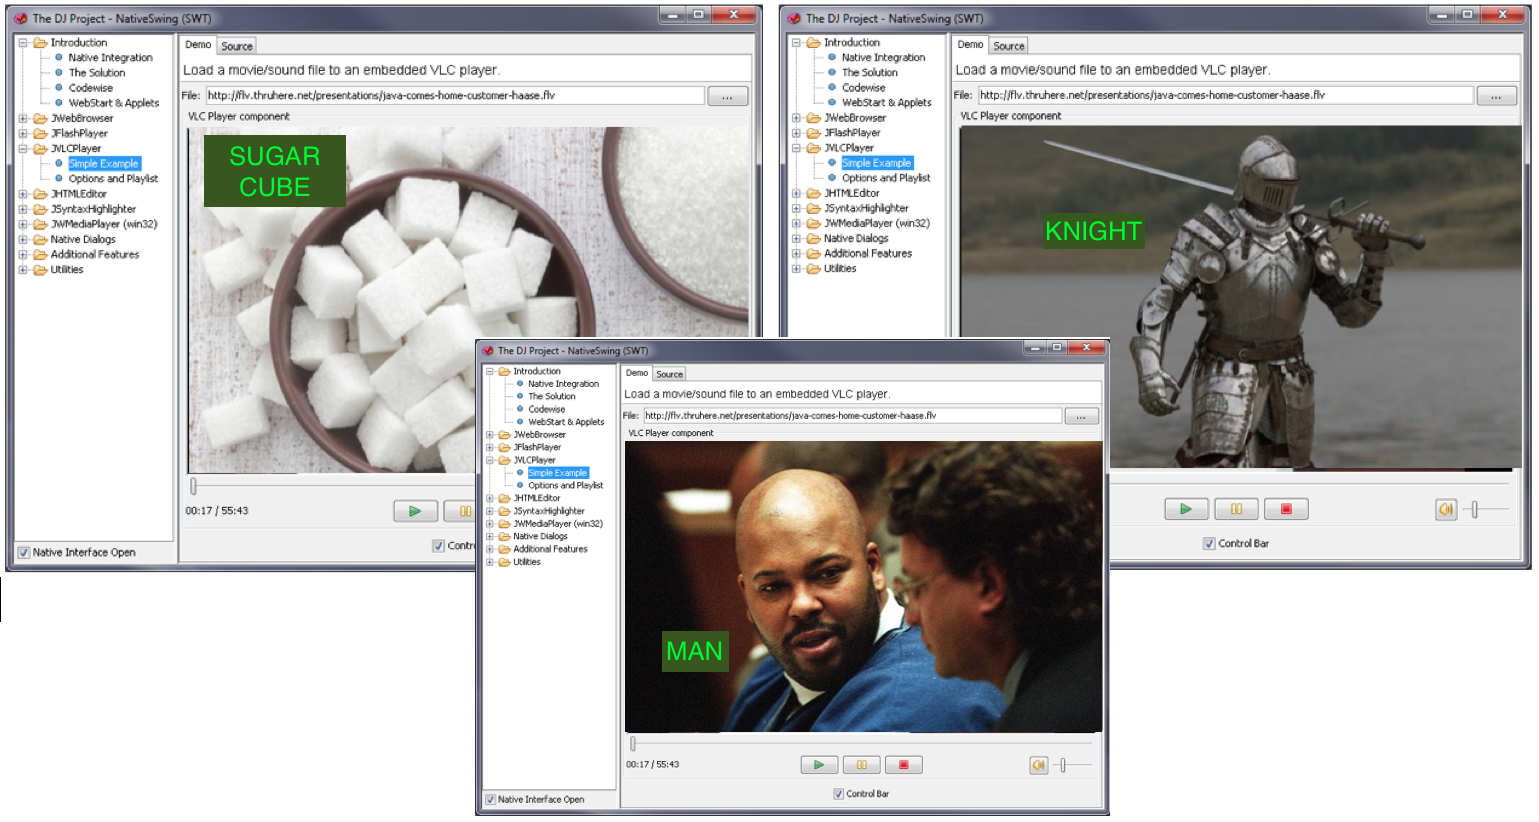 The DJ Project - NativeSwing (SWT)
Introduction
Native Integration
The Solution
Codewise
WebStart & Applets
JWebBrowser
JFlashPlayer
JVLCPlayer
Simple Example
Options and Playlist
JHTMLEditor
JSyntaxHighlighter
JWMediaPlayer (win32)
Native Dialogs
Additional Features
Utilities
Native Interface Open
Demo Source
Load a movie/sound file to an embedded VLC player.
File: http://flv.thruhere.net/presentations/java-comes-home-customer-haase.flv ...
VLC Player component
SUGAR
CUBE
00:17 / 55:43
Contr
The DJ Project - NativeSwing (SWT)
Introduction
Native Integration
The Solution
Codewise
WebStart & Applets
JWebBrowser
JFlashPlayer
JVLCPlayer
Simple Example
Options and Playlist
JHTMLEditor
JSyntaxHighlighter
JWMediaPlayer (win32)
Native Dialogs
Additional Features
Utilities
Demo Source
Load a movie/sound file to an embedded VLC player.
File: http://flv.thruhere.net/presentations/java-comes-home-customer-haase.flv ...
VLC Player component
KNIGHT
Control Bar
The DJ Project - NativeSwing (SWT)
Introduction
Native Integration
The Solution
Codewise
WebStart & Applets
JWebBrowser
JFlashPlayer
JVLCPlayer
Simple Example
Options and Playlist
JHTMLEditor
JSyntaxHighlighter
JWMediaPlayer (win32)
Native Dialogs
Additional Features
Utilities
Native Interface Open
Demo Source
Load a movie/sound file to an embedded VLC player.
File: http://flv.thruhere.net/presentations/java-comes-home-customer-haase.flv ...
VLC Player component
MAN
00:17 / 55:43
Control Bar